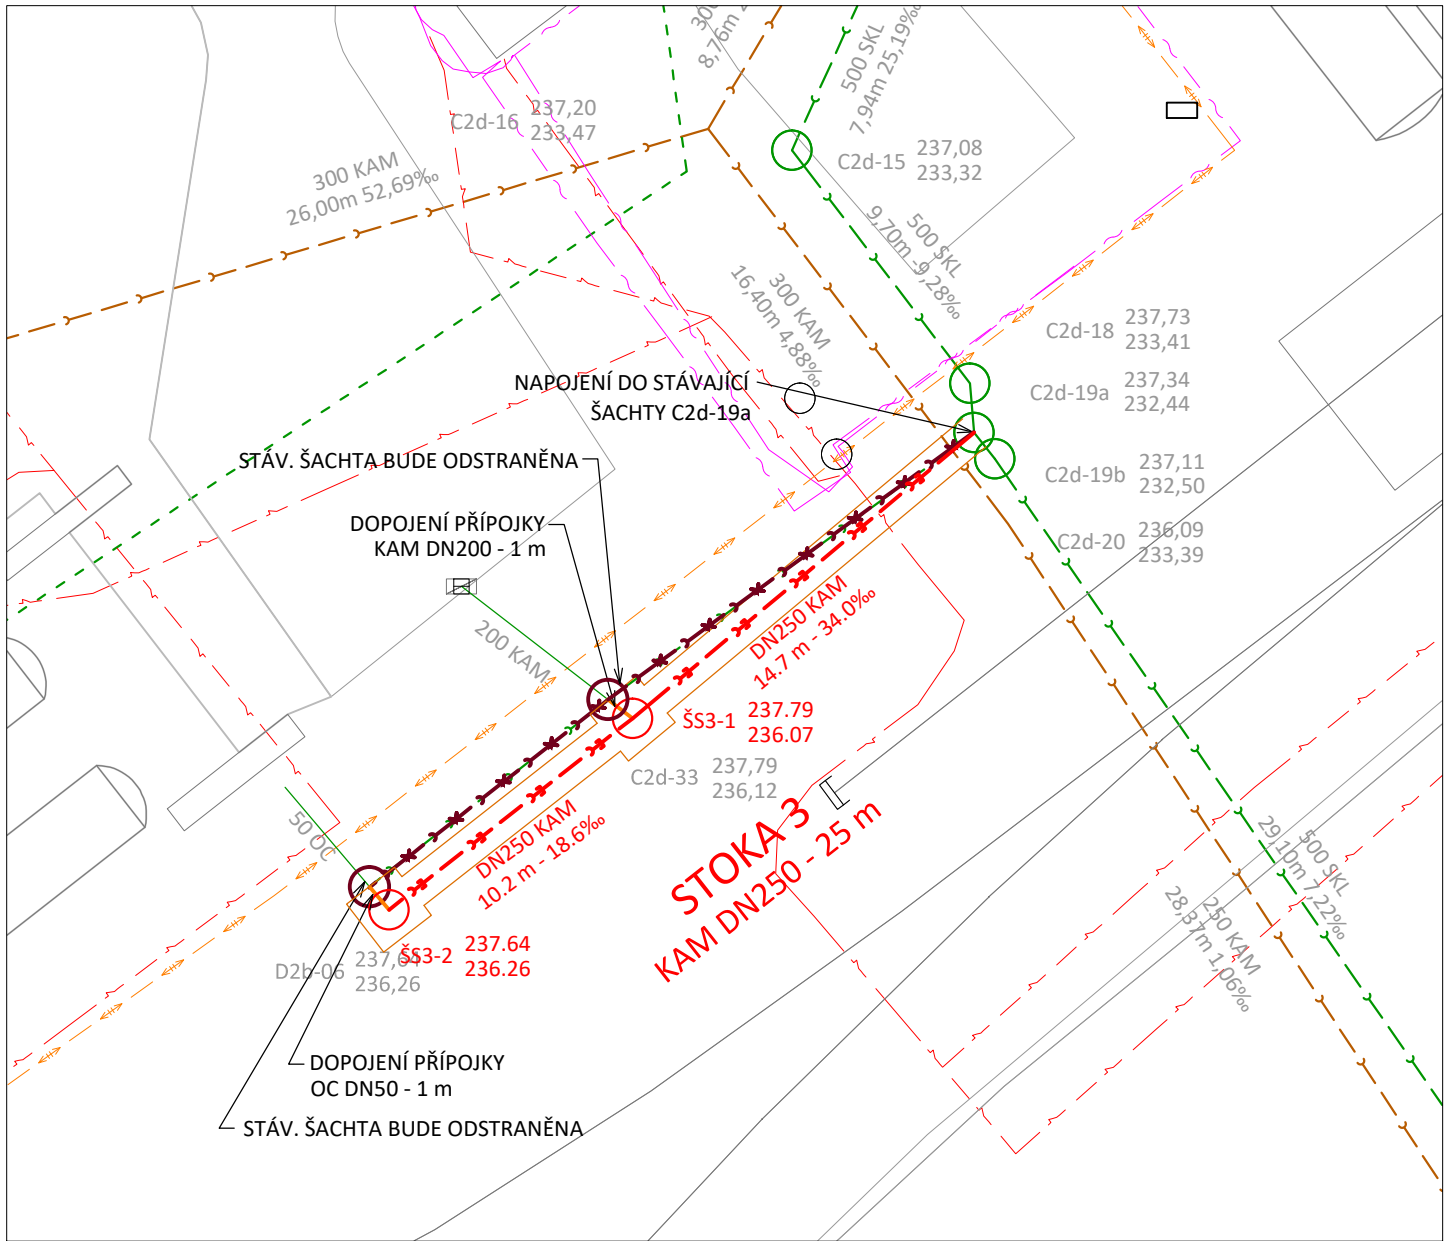 8,76m
500 SKL
7,94m 25,19‰
C2d-16 237,20
233,47
C2d-15 237,08
233,32
300 KAM
26,00m 52,69‰
500 SKL
9,70m -9,28‰
300 KAM
16,40m 4,88‰
C2d-18 237,73
233,41
NAPOJENÍ DO STÁVAJÍCÍ
ŠACHTY C2d-19a
C2d-19a 237,34
232,44
STÁV. ŠACHTA BUDE ODSTRANĚNA
C2d-19b 237,11
232,50
DOPOJENÍ PŘÍPOJKY
KAM DN200 - 1 m
C2d-20 236,09
233,39
200 KAM
DN250 KAM
14.7 m - 34.0‰
ŠS3-1 237.79
236.07
C2d-33 237,79
236,12
50 OC
DN250 KAM
10.2 m - 18.6‰
STOKA 3
KAM DN250 - 25 m
500 SKL
29,10m 7,22‰
250 KAM
28,37m 1,06‰
ŠS3-2 237.64
236.26
D2b-06 237,64
236,26
DOPOJENÍ PŘÍPOJKY
OC DN50 - 1 m
STÁV. ŠACHTA BUDE ODSTRANĚNA